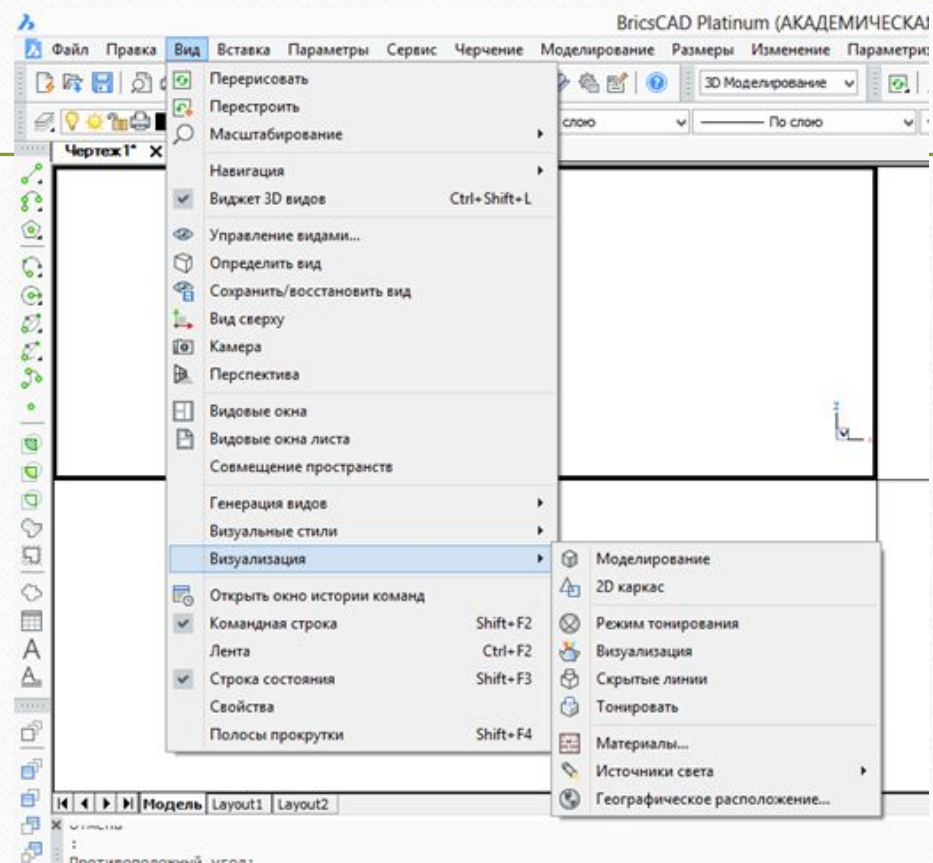 BricsCAD Platinum (АКАДЕМИЧЕСКА
Файл Правка Вид Вставка Параметры Сервис Черчение Моделирование Размеры Изменение Параметри
3D Моделирование
слою По слою
Чертеж1* X
Перерисовать
Перестроить
Масштабирование
Навигация
Виджет 3D видов Ctrl+Shift+L
Управление видами...
Определить вид
Сохранить/восстановить вид
Вид сверху
Камера
Перспектива
Видовые окна
Видовые окна листа
Совмещение пространств
Генерация видов
Визуальные стили
Визуализация
Открыть окно истории команд
Командная строка Shift+F2
Лента Ctrl+F2
Строка состояния Shift+F3
Свойства
Полосы прокрутки Shift+F4
Моделирование
2D каркас
Режим тонирования
Визуализация
Скрытые линии
Тонировать
Материалы...
Источники света
Географическое расположение...
Модель Layout1 Layout2
:
Противоположный угол: